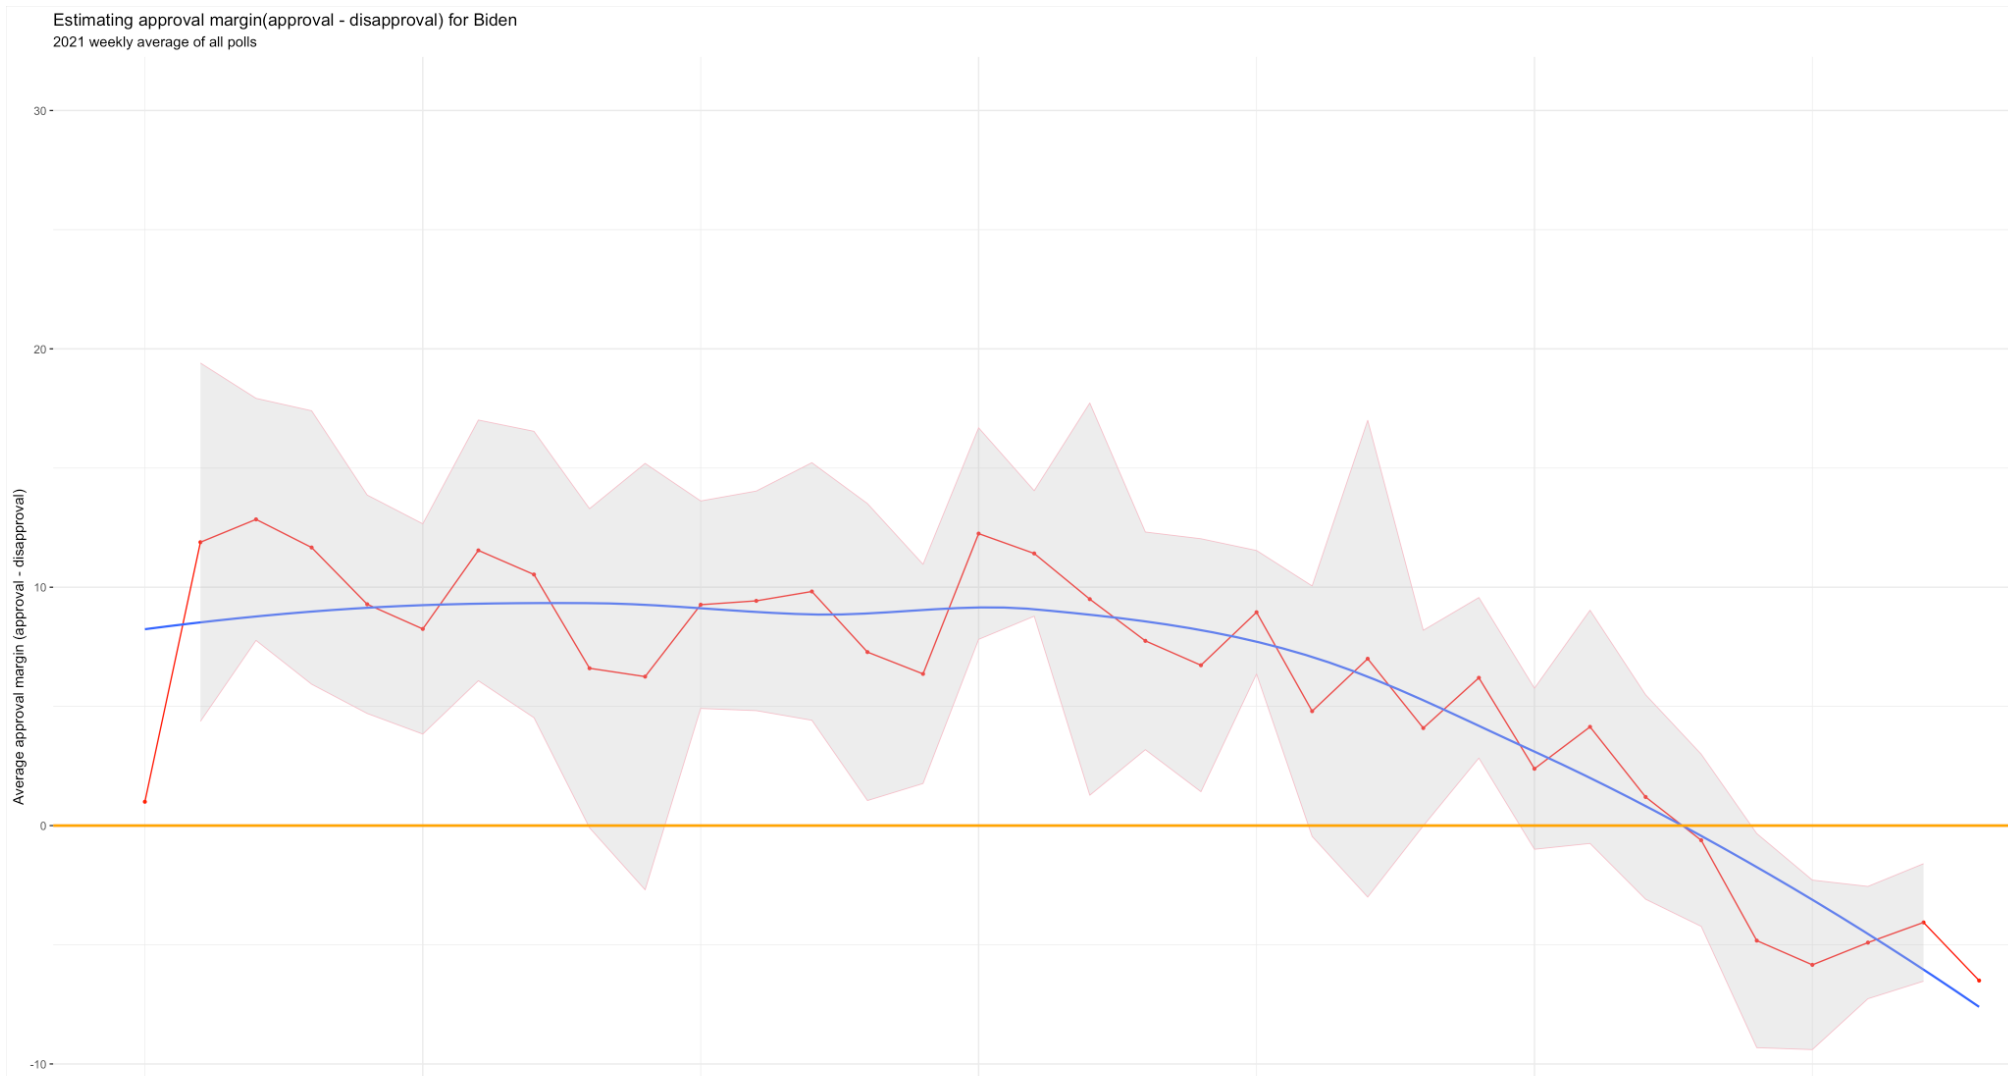 Estimating approval margin(approval - disapproval) for Biden
2021 weekly average of all polls
Average approval margin (approval - disapproval)
30
20
10
0
-10